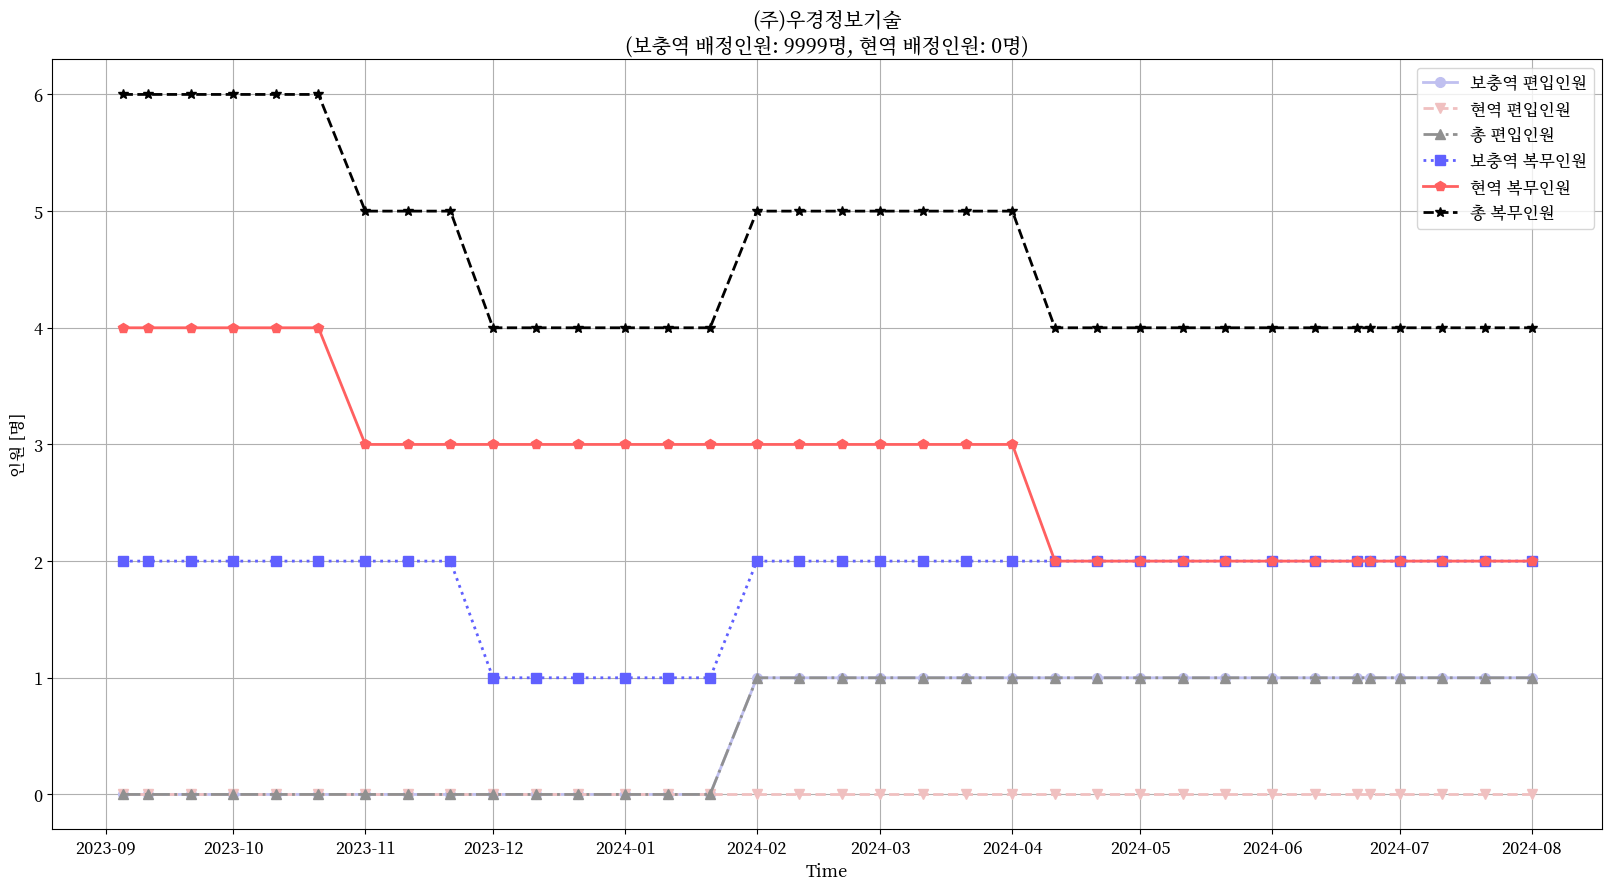 (주)우경정보기술
(보충역 배정인원: 9999명, 현역 배정인원: 0명)
보충역 편입인원
현역 편입인원
총 편입인원
보충역 복무인원
현역 복무인원
총 복무인원
인원 [명]
6
5
4
3
2
1
0
2023-09 2023-10 2023-11 2023-12 2024-01 2024-02 2024-03 2024-04 2024-05 2024-06 2024-07 2024-08
Time